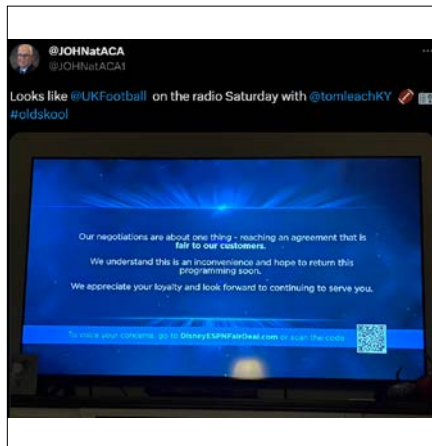 @JOHNatACA
@JOHNatACA1
Looks like @UKFootball on the radio Saturday with @tomleachKY
#oldskool
Our negotiations are about one thing - reaching an agreement that is
fair to our customers.
We understand this is an inconvenience and hope to return this
programming soon.
We appreciate your loyalty and look forward to continuing to serve you.
To voice your concerns, go to DisneyESPNFairDeal.com or scan the code